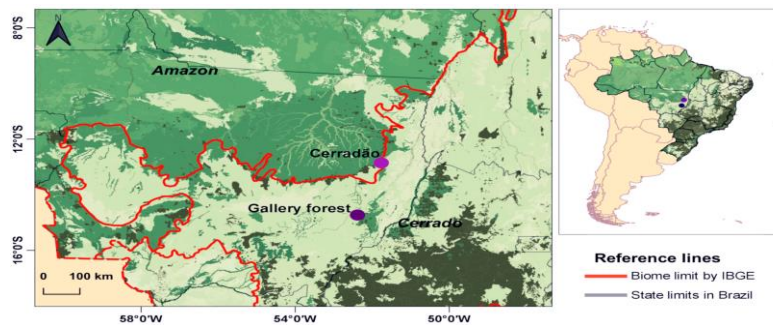 N
8°S
Amazon
12°S
Cerradão
Gallery forest
Cerrado
16°S
0 100 km
58°0'W 54°0'W 50°0'W
Reference lines
Biome limit by IBGE
State limits in Brazil